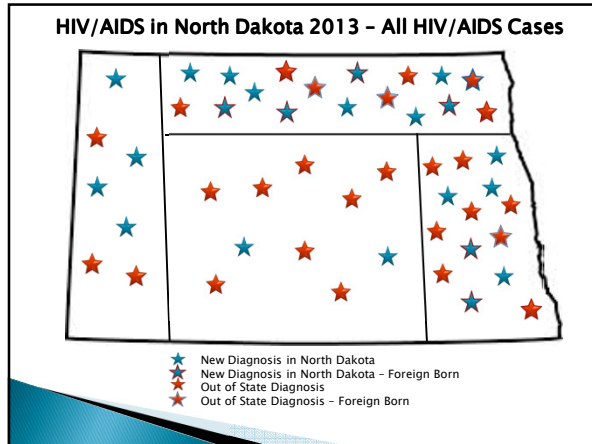 HIV/AIDS in North Dakota 2013 – All HIV/AIDS Cases
New Diagnosis in North Dakota
New Diagnosis in North Dakota – Foreign Born
Out of State Diagnosis
Out of State Diagnosis – Foreign Born